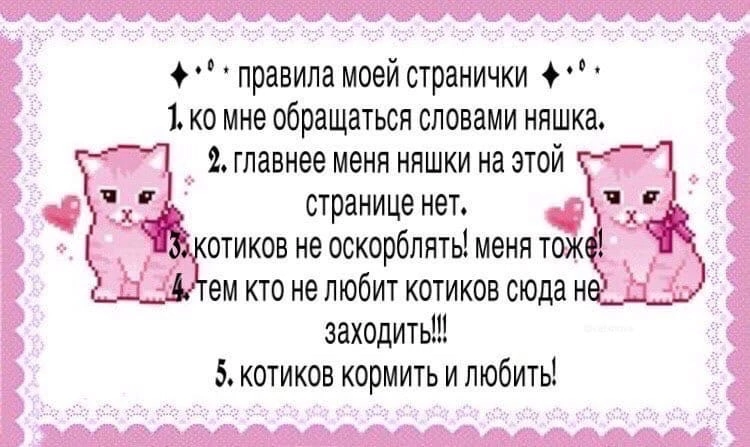 ✦･ﾟ･ правила моей странички ✦･ﾟ･
1. ко мне обращаться словами няшка.
2. главнее меня няшки на этой
странице нет.
3. котиков не оскорблять! меня тоже!
4. тем кто не любит котиков сюда не
заходить!!!
5. котиков кормить и любить!